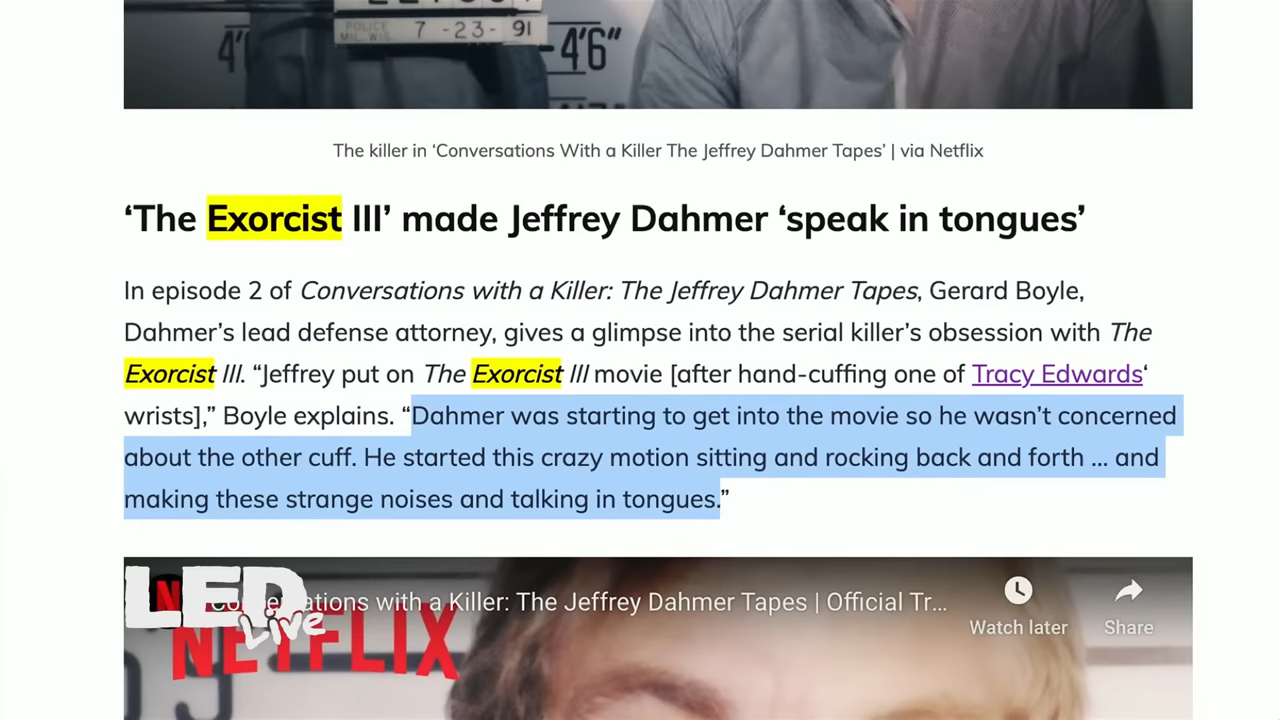 POLICE
MIL. WIS. 7 -23- 91
4'6"
The killer in ‘Conversations With a Killer The Jeffrey Dahmer Tapes’ | via Netflix
‘The Exorcist III’ made Jeffrey Dahmer ‘speak in tongues’
In episode 2 of Conversations with a Killer: The Jeffrey Dahmer Tapes, Gerard Boyle,
Dahmer’s lead defense attorney, gives a glimpse into the serial killer’s obsession with The
Exorcist III. “Jeffrey put on The Exorcist III movie [after hand-cuffing one of Tracy Edwards‘
wrists],” Boyle explains. “Dahmer was starting to get into the movie so he wasn’t concerned
about the other cuff. He started this crazy motion sitting and rocking back and forth … and
making these strange noises and talking in tongues.”
LED
Live
Conversations with a Killer: The Jeffrey Dahmer Tapes | Official Tr...
Watch later
Share
NETFLIX